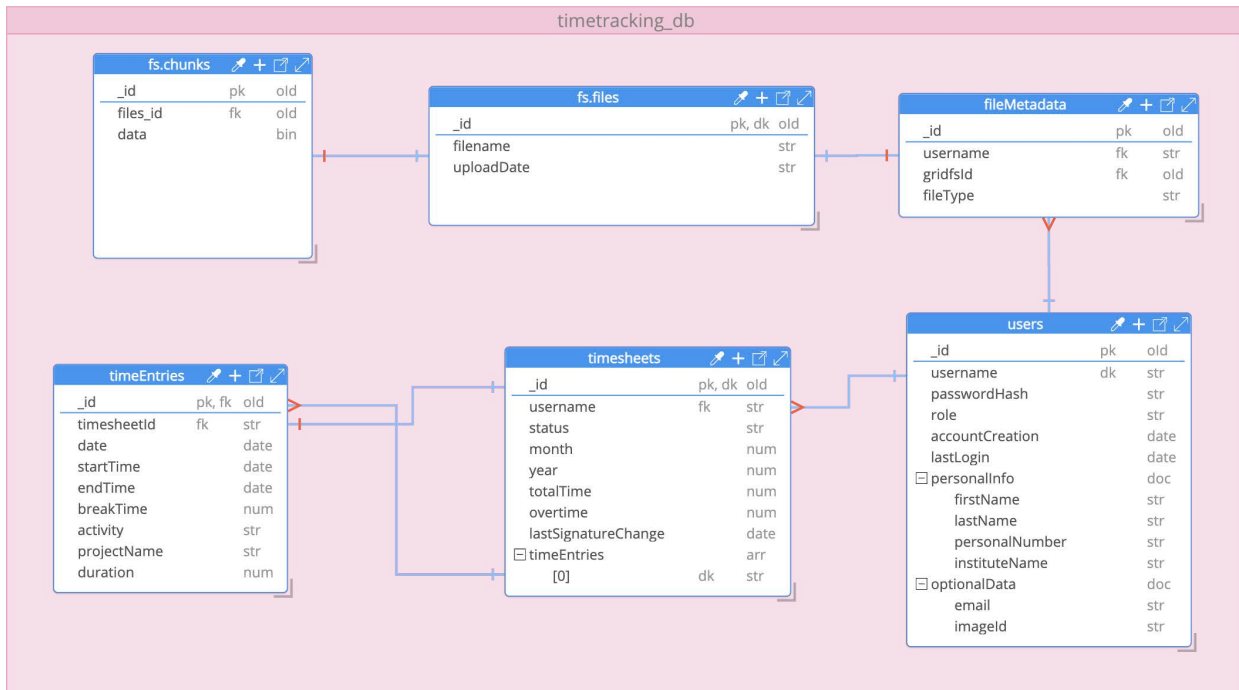 timetracking_db
fs.chunks
_id pk oId
files_id fk oId
data bin
fs.files
_id pk, dk oId
filename str
uploadDate str
fileMetadata
_id pk oId
username fk str
gridfsId fk oId
fileType str
timeEntries
_id pk, fk oId
timesheetId fk str
date date
startTime date
endTime date
breakTime num
activity str
projectName str
duration num
timesheets
_id pk, dk oId
username fk str
status str
month num
year num
totalTime num
overtime num
lastSignatureChange date
timeEntries arr
[0] dk str
users
_id pk oId
username dk str
passwordHash str
role str
accountCreation date
lastLogin date
personalInfo doc
firstName str
lastName str
personalNumber str
instituteName str
optionalData doc
email str
imageId str